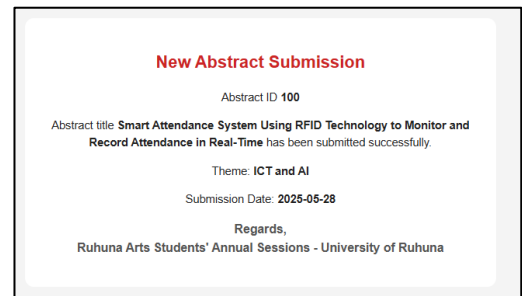 New Abstract Submission
Abstract ID 100
Abstract title Smart Attendance System Using RFID Technology to Monitor and
Record Attendance in Real-Time has been submitted successfully.
Theme: ICT and AI
Submission Date: 2025-05-28
Regards,
Ruhuna Arts Students' Annual Sessions - University of Ruhuna